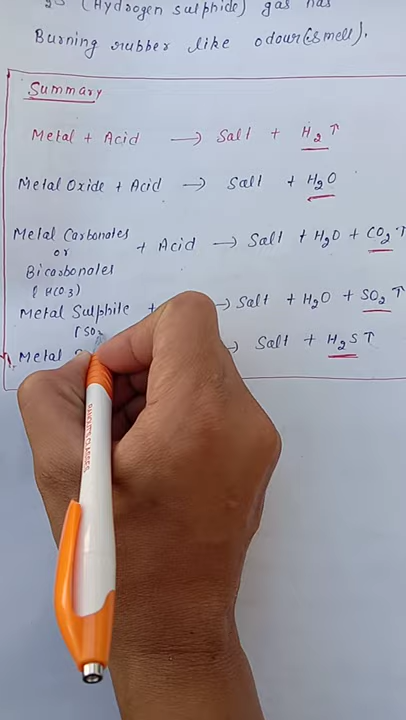 (Hydrogen sulphide) gas has
Burning rubber like odour (smell).
Summary
Metal + Acid → Salt + H₂ ↑
Metal Oxide + Acid → Salt + H₂O
Metal Carbonates
or
Bicarbonates + Acid → Salt + H₂O + CO₂ ↑
(HCO₃)
Metal Sulphite + → Salt + H₂O + SO₂ ↑
(SO₃
Metal → Salt + H₂S ↑